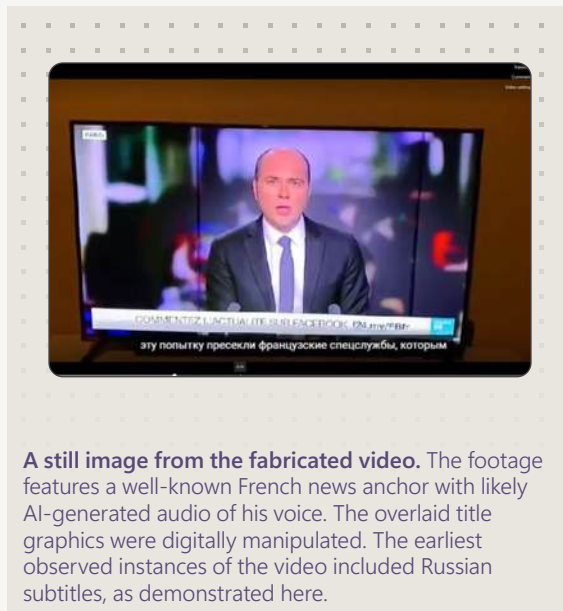 PARIS
COMMENTEZ L'ACTUALITÉ SUR FACEBOOK
эту попытку пресекли французские спецслужбы, которым
A still image from the fabricated video. The footage
features a well-known French news anchor with likely
AI-generated audio of his voice. The overlaid title
graphics were digitally manipulated. The earliest
observed instances of the video included Russian
subtitles, as demonstrated here.